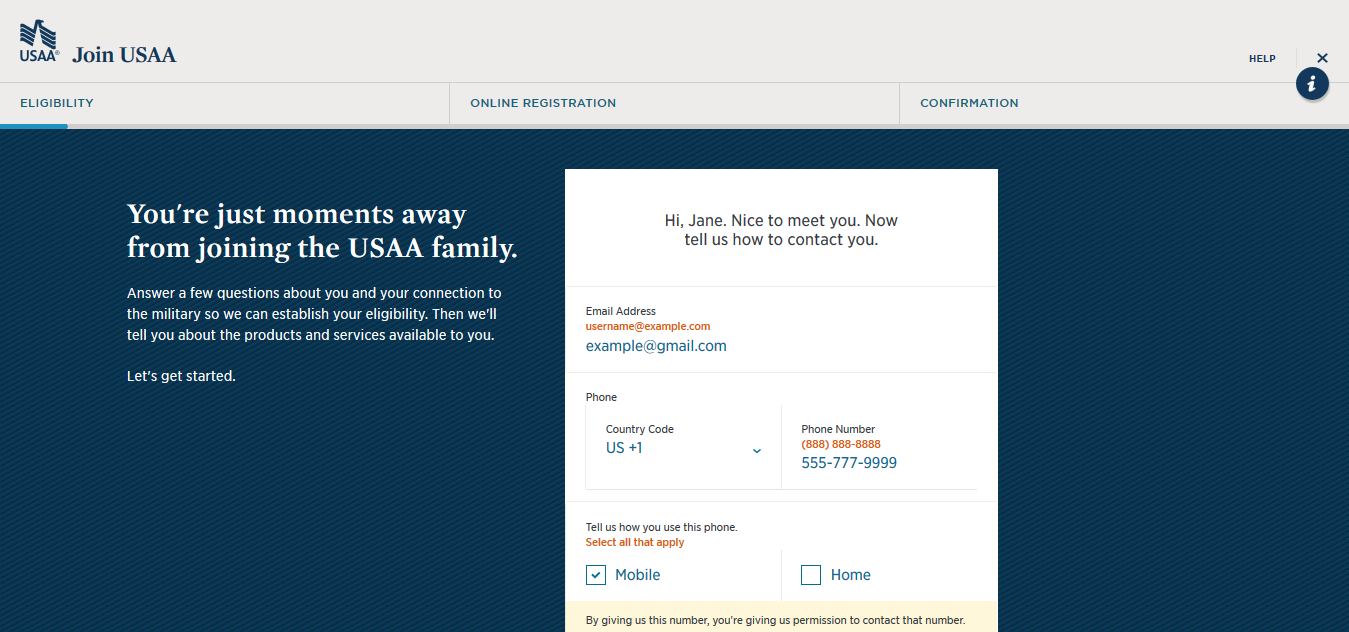 USAA®
Join USAA
HELP
ELIGIBILITY
ONLINE REGISTRATION
CONFIRMATION
You're just moments away
from joining the USAA family.
Answer a few questions about you and your connection to
the military so we can establish your eligibility. Then we'll
tell you about the products and services available to you.
Let's get started.
Hi, Jane. Nice to meet you. Now
tell us how to contact you.
Email Address
username@example.com
example@gmail.com
Phone
Country Code
US +1
Phone Number
(888) 888-8888
555-777-9999
Tell us how you use this phone.
Select all that apply
Mobile
Home
By giving us this number, you're giving us permission to contact that number.